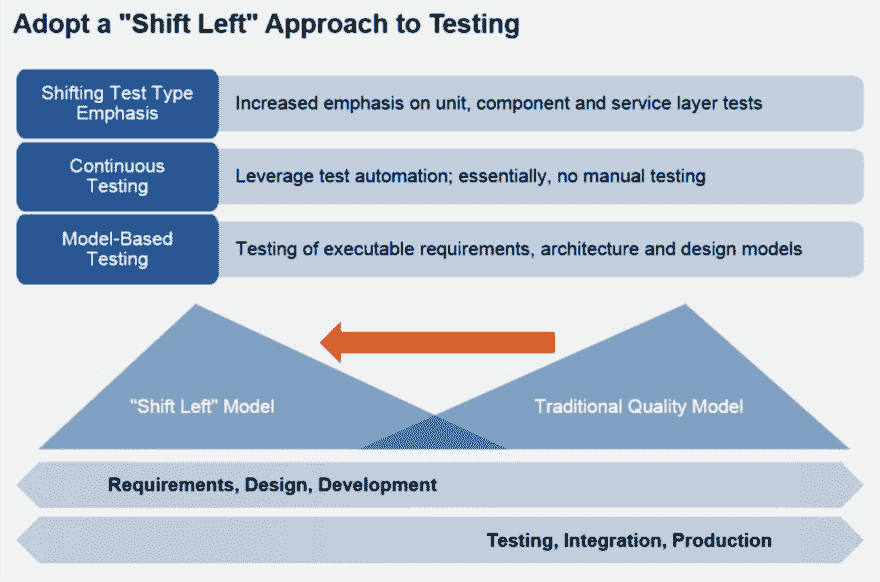 Adopt a "Shift Left" Approach to Testing
Shifting Test Type
Emphasis
Increased emphasis on unit, component and service layer tests
Continuous
Testing
Leverage test automation; essentially, no manual testing
Model-Based
Testing
Testing of executable requirements, architecture and design models
"Shift Left" Model
Traditional Quality Model
Requirements, Design, Development
Testing, Integration, Production